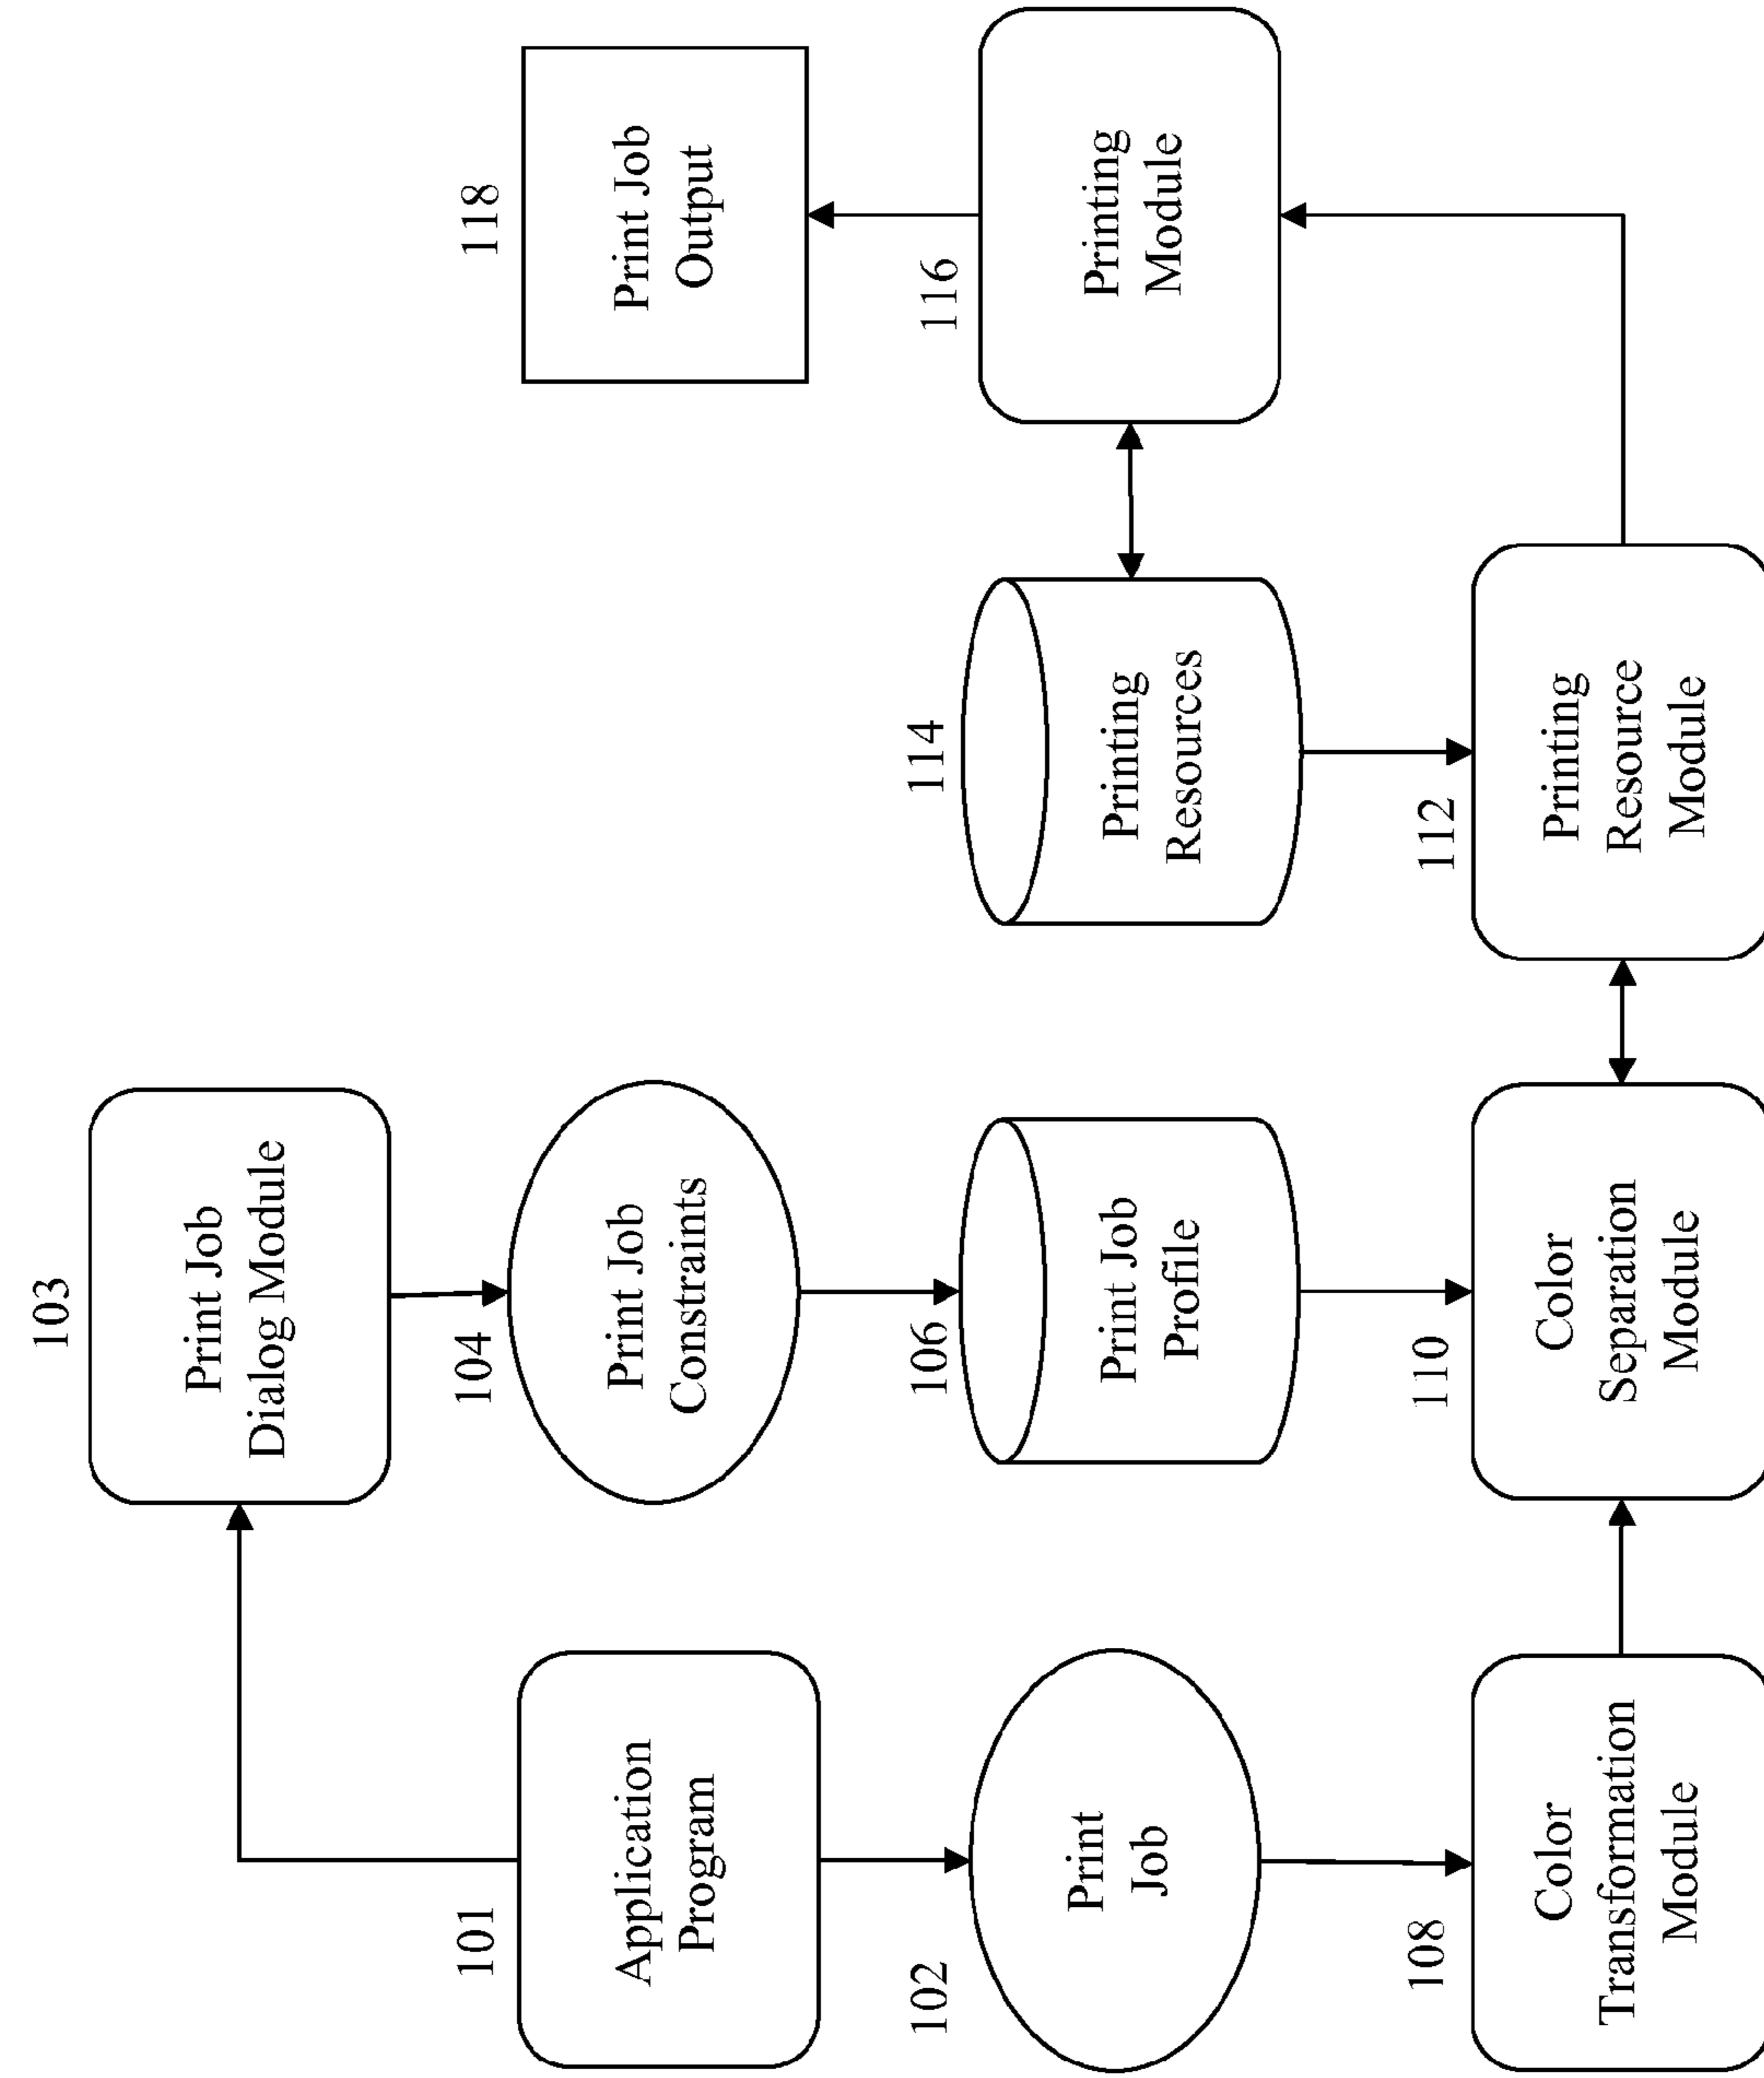 103
Print Job
Dialog Module
101
Application
Program
104
Print Job
Constraints
118
Print Job
Output
102
Print
Job
106
Print Job
Profile
114
Printing
Resources
116
Printing
Module
108
Color
Transformation
Module
110
Color
Separation
Module
112
Printing
Resource
Module